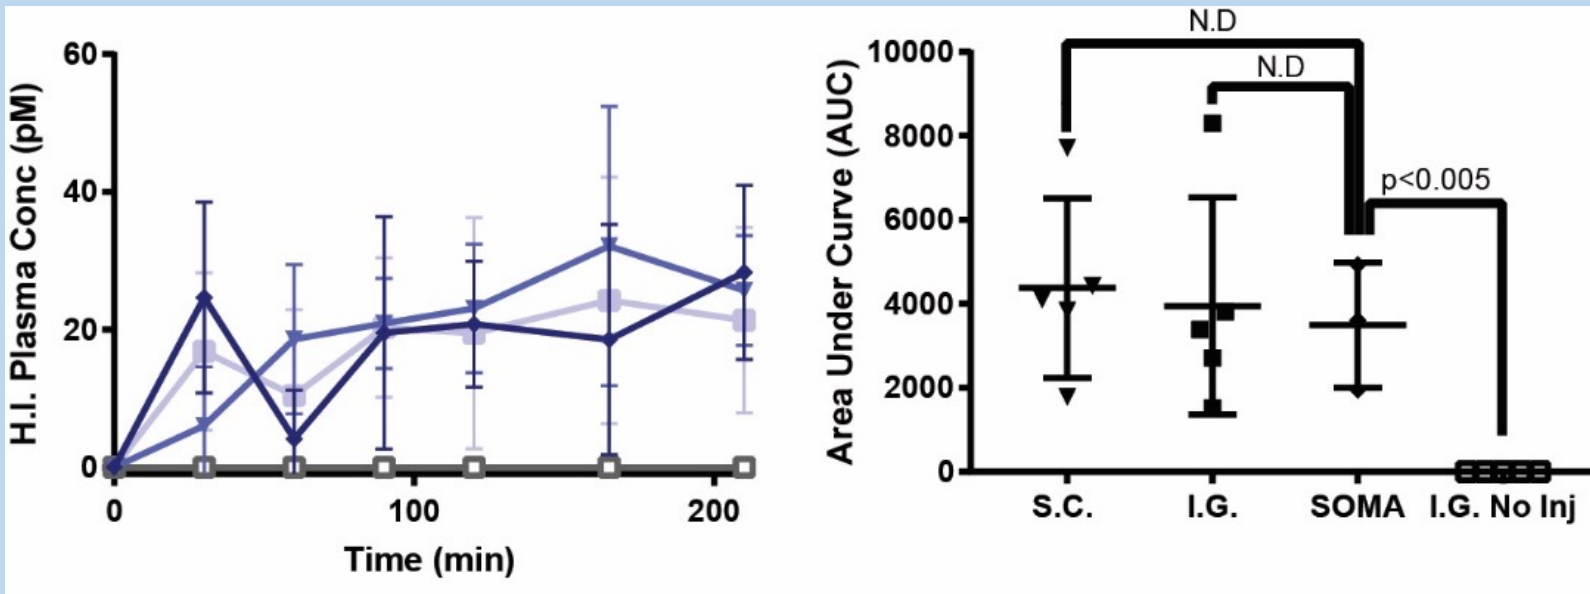 H.I. Plasma Conc (pM)
60
40
20
0
0 100 200
Time (min)
Area Under Curve (AUC)
10000
8000
6000
4000
2000
0
N.D
N.D
p<0.005
S.C. I.G. SOMA I.G. No Inj